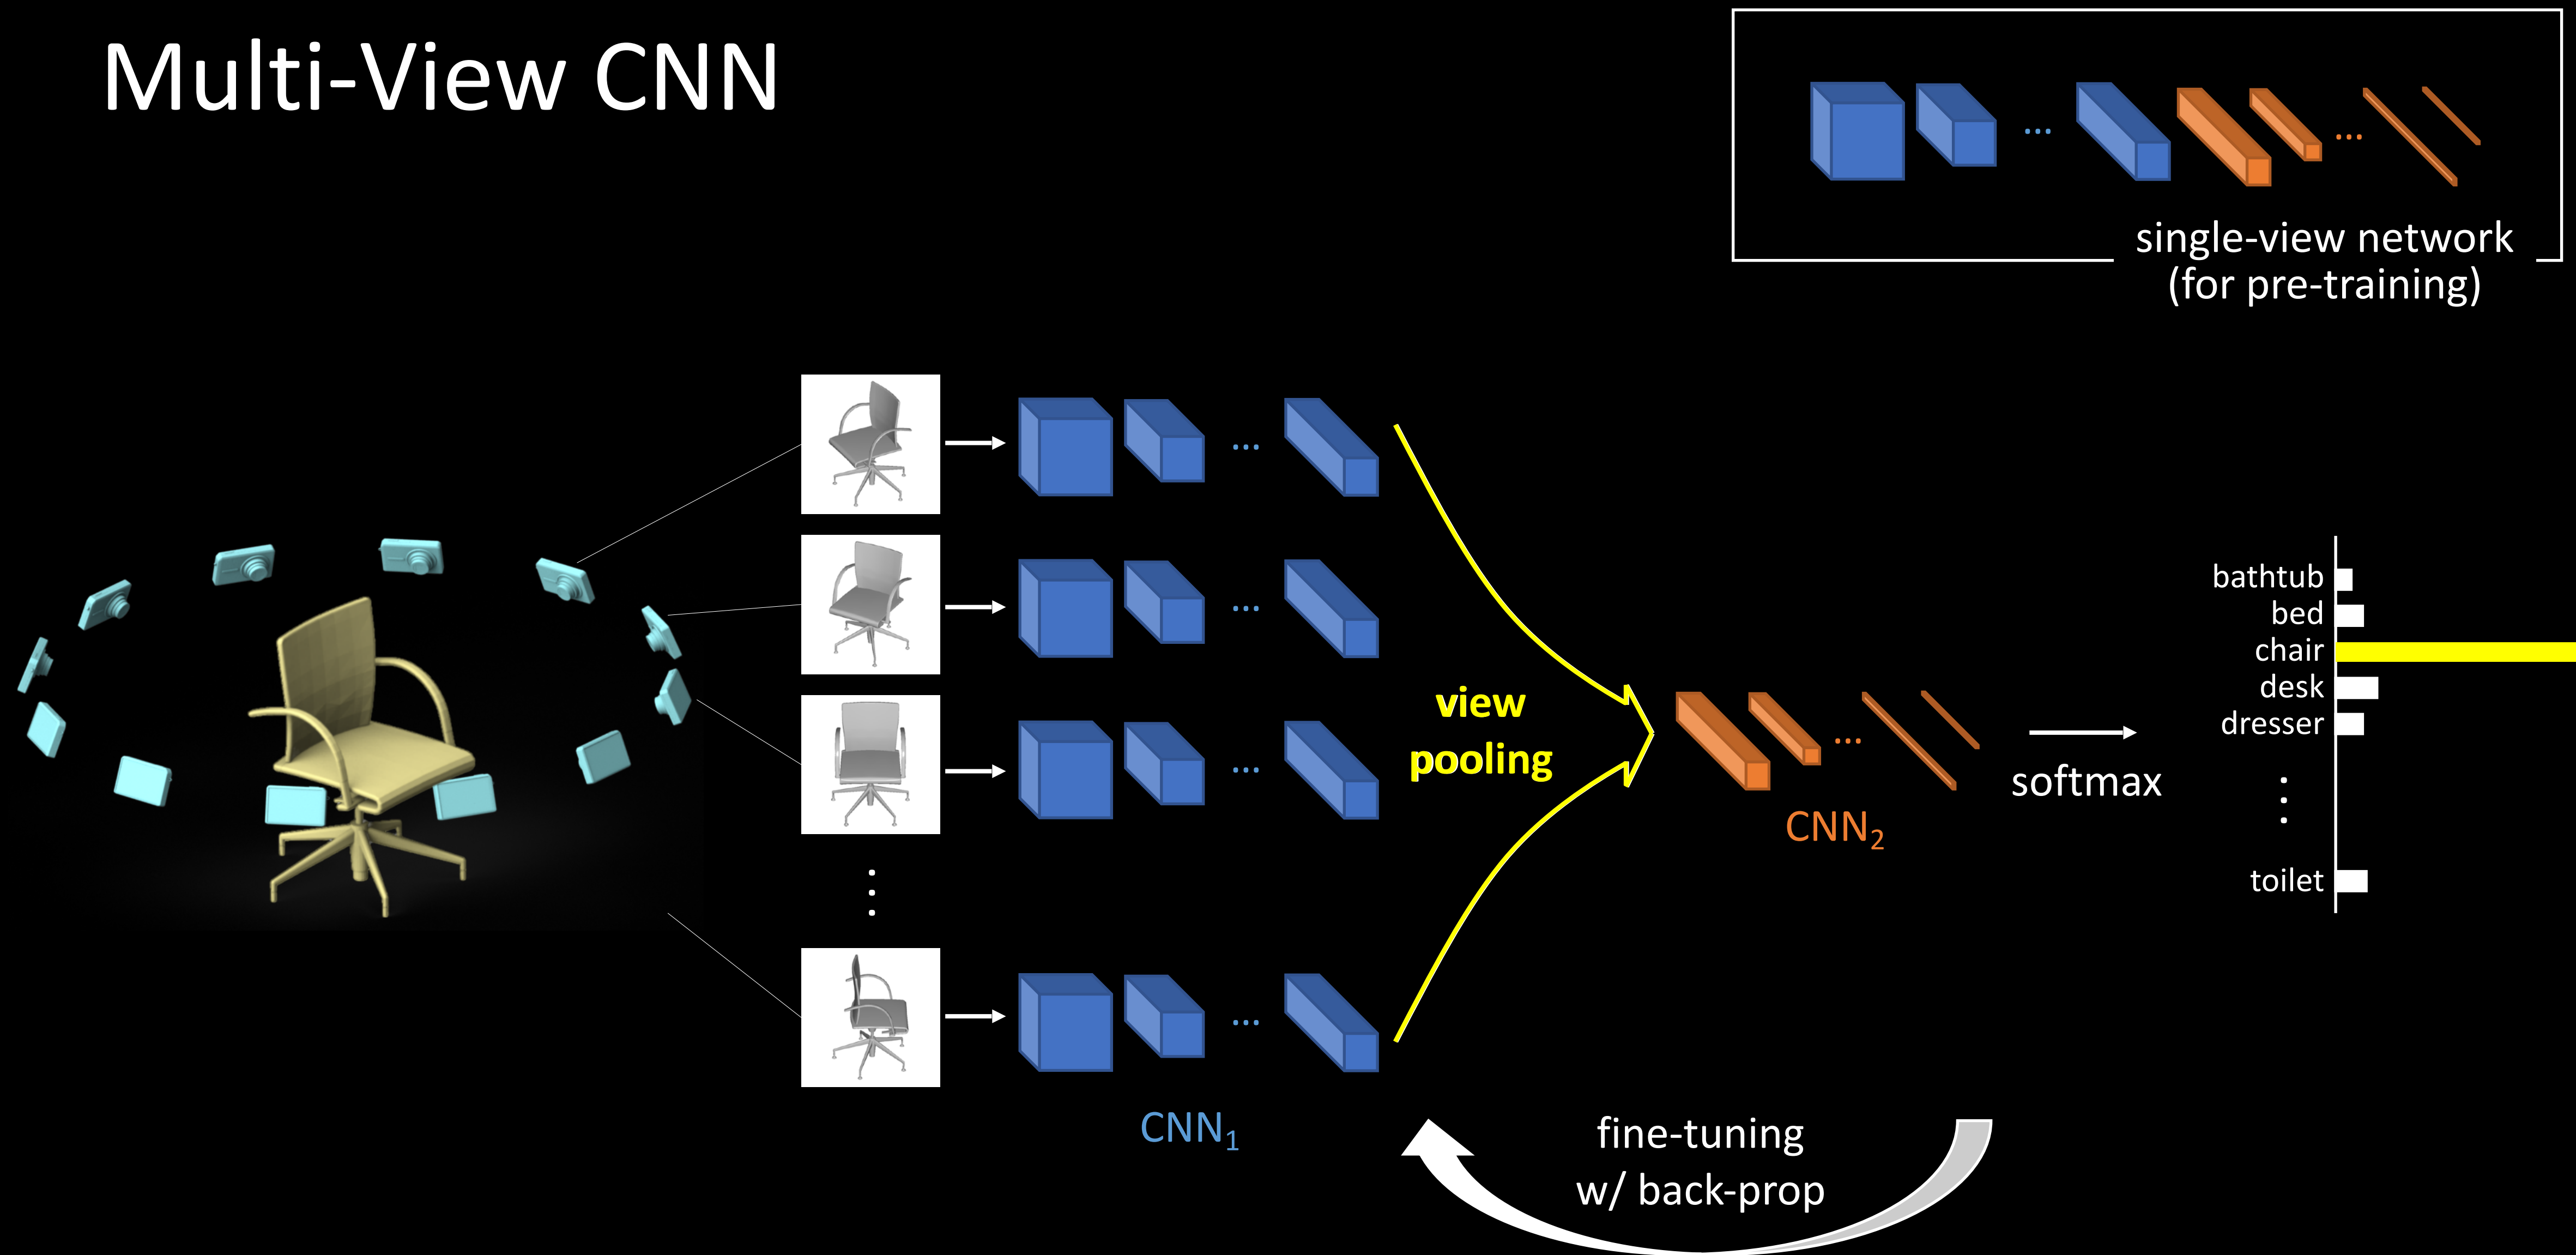 Multi-View CNN
single-view network
(for pre-training)
...
...
...
...
...
...
view
pooling
...
CNN₂
softmax
bathtub
bed
chair
desk
dresser
⋮
toilet
⋮
CNN₁
fine-tuning
w/ back-prop